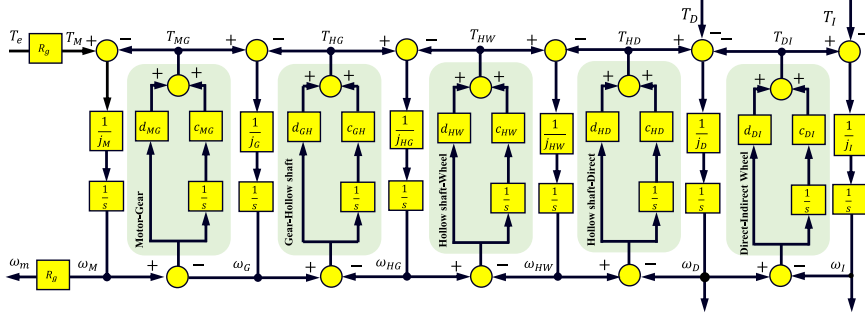 T_D T_I
T_e R_g T_M + − T_MG + − T_HG + − T_HW + − T_HD + − − T_DI + −
+ + + + + + + + + +
1/j_M d_MG c_MG 1/j_G d_GH c_GH 1/j_HG d_HW c_HW 1/j_HW d_HD c_HD 1/j_D d_DI c_DI 1/j_I
1/s 1/s 1/s 1/s 1/s 1/s 1/s 1/s 1/s 1/s 1/s
Motor-Gear
Gear-Hollow shaft
Hollow shaft-Wheel
Hollow shaft-Direct
Direct-Indirect Wheel
ω_m R_g ω_M + − ω_G + − ω_HG + − ω_HW + − ω_D + − ω_I